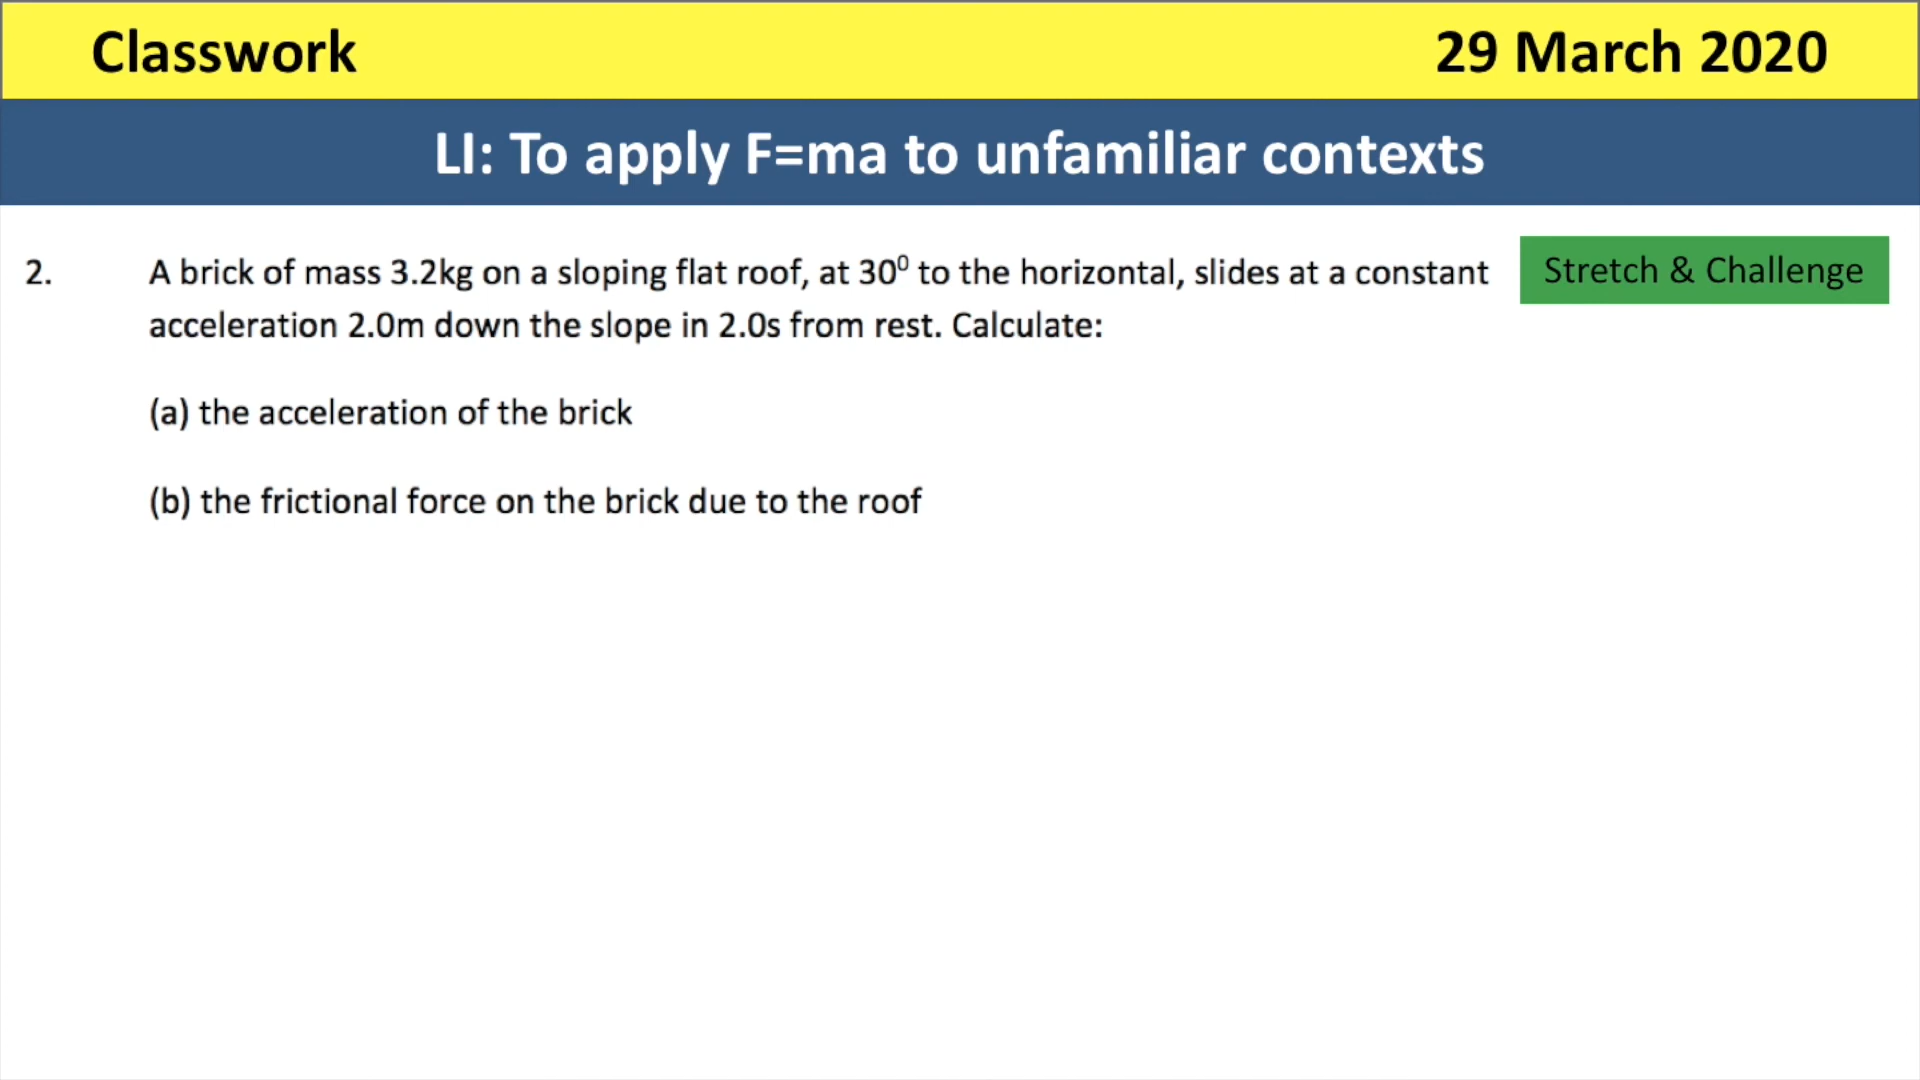 Classwork
29 March 2020
LI: To apply F=ma to unfamiliar contexts
2. A brick of mass 3.2kg on a sloping flat roof, at 30⁰ to the horizontal, slides at a constant
Stretch & Challenge
acceleration 2.0m down the slope in 2.0s from rest. Calculate:
(a) the acceleration of the brick
(b) the frictional force on the brick due to the roof